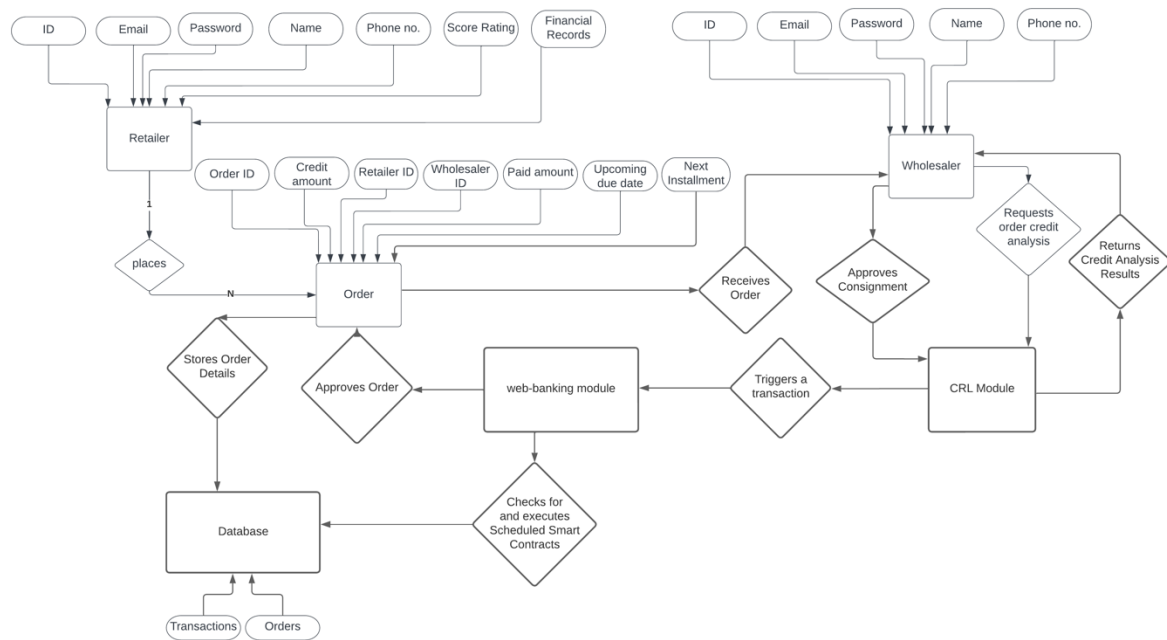 ID
Email
Password
Name
Phone no.
Score Rating
Financial
Records
ID
Email
Password
Name
Phone no.
Retailer
Wholesaler
Order ID
Credit
amount
Retailer ID
Wholesaler
ID
Paid amount
Upcoming
due date
Next
Installment
1
places
N
Order
Receives
Order
Approves
Consignment
Requests
order credit
analysis
Returns
Credit Analysis
Results
Stores Order
Details
Approves Order
web-banking module
Triggers a
transaction
CRL Module
Database
Checks for
and executes
Scheduled Smart
Contracts
Transactions
Orders